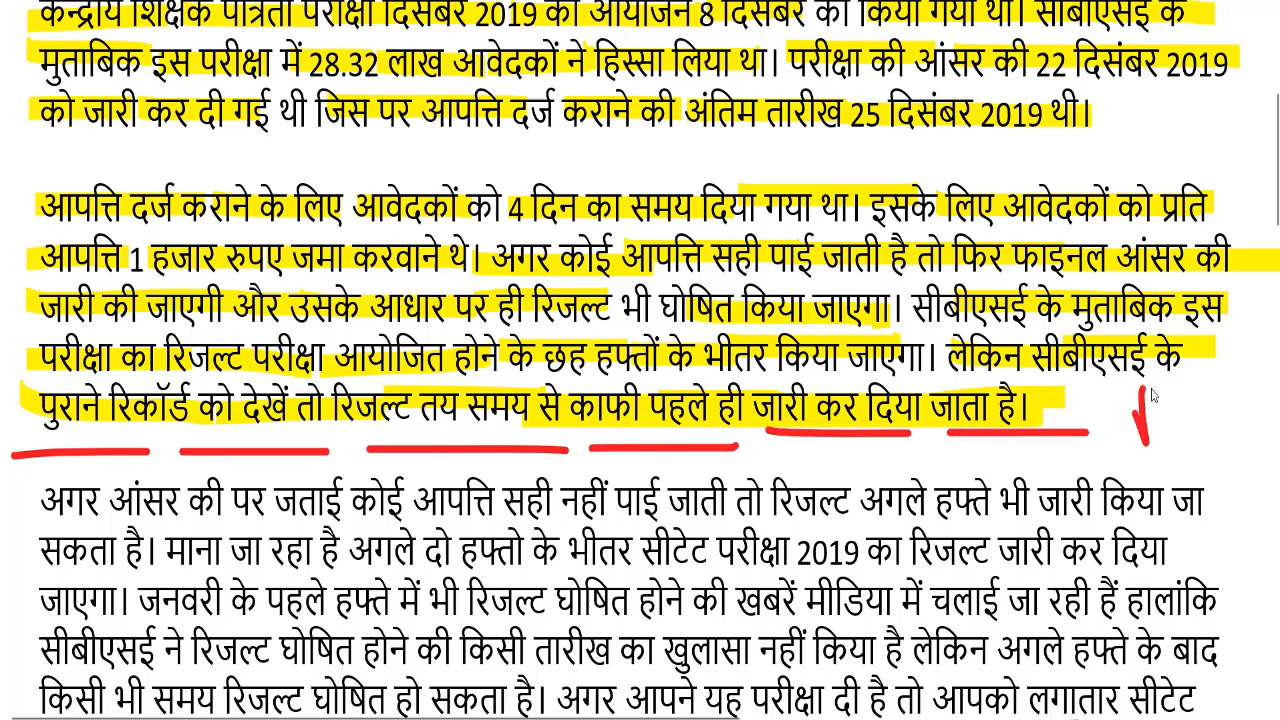 केन्द्रीय शिक्षक पात्रता परीक्षा दिसंबर 2019 का आयोजन 8 दिसंबर को किया गया था। सीबीएसई के
मुताबिक इस परीक्षा में 28.32 लाख आवेदकों ने हिस्सा लिया था। परीक्षा की आंसर की 22 दिसंबर 2019
को जारी कर दी गई थी जिस पर आपत्ति दर्ज कराने की अंतिम तारीख 25 दिसंबर 2019 थी।
आपत्ति दर्ज कराने के लिए आवेदकों को 4 दिन का समय दिया गया था। इसके लिए आवेदकों को प्रति
आपत्ति 1 हजार रुपए जमा करवाने थे। अगर कोई आपत्ति सही पाई जाती है तो फिर फाइनल आंसर की
जारी की जाएगी और उसके आधार पर ही रिजल्ट भी घोषित किया जाएगा। सीबीएसई के मुताबिक इस
परीक्षा का रिजल्ट परीक्षा आयोजित होने के छह हफ्तों के भीतर किया जाएगा। लेकिन सीबीएसई के
पुराने रिकॉर्ड को देखें तो रिजल्ट तय समय से काफी पहले ही जारी कर दिया जाता है।
अगर आंसर की पर जताई कोई आपत्ति सही नहीं पाई जाती तो रिजल्ट अगले हफ्ते भी जारी किया जा
सकता है। माना जा रहा है अगले दो हफ्तो के भीतर सीटेट परीक्षा 2019 का रिजल्ट जारी कर दिया
जाएगा। जनवरी के पहले हफ्ते में भी रिजल्ट घोषित होने की खबरें मीडिया में चलाई जा रही हैं हालांकि
सीबीएसई ने रिजल्ट घोषित होने की किसी तारीख का खुलासा नहीं किया है लेकिन अगले हफ्ते के बाद
किसी भी समय रिजल्ट घोषित हो सकता है। अगर आपने यह परीक्षा दी है तो आपको लगातार सीटेट